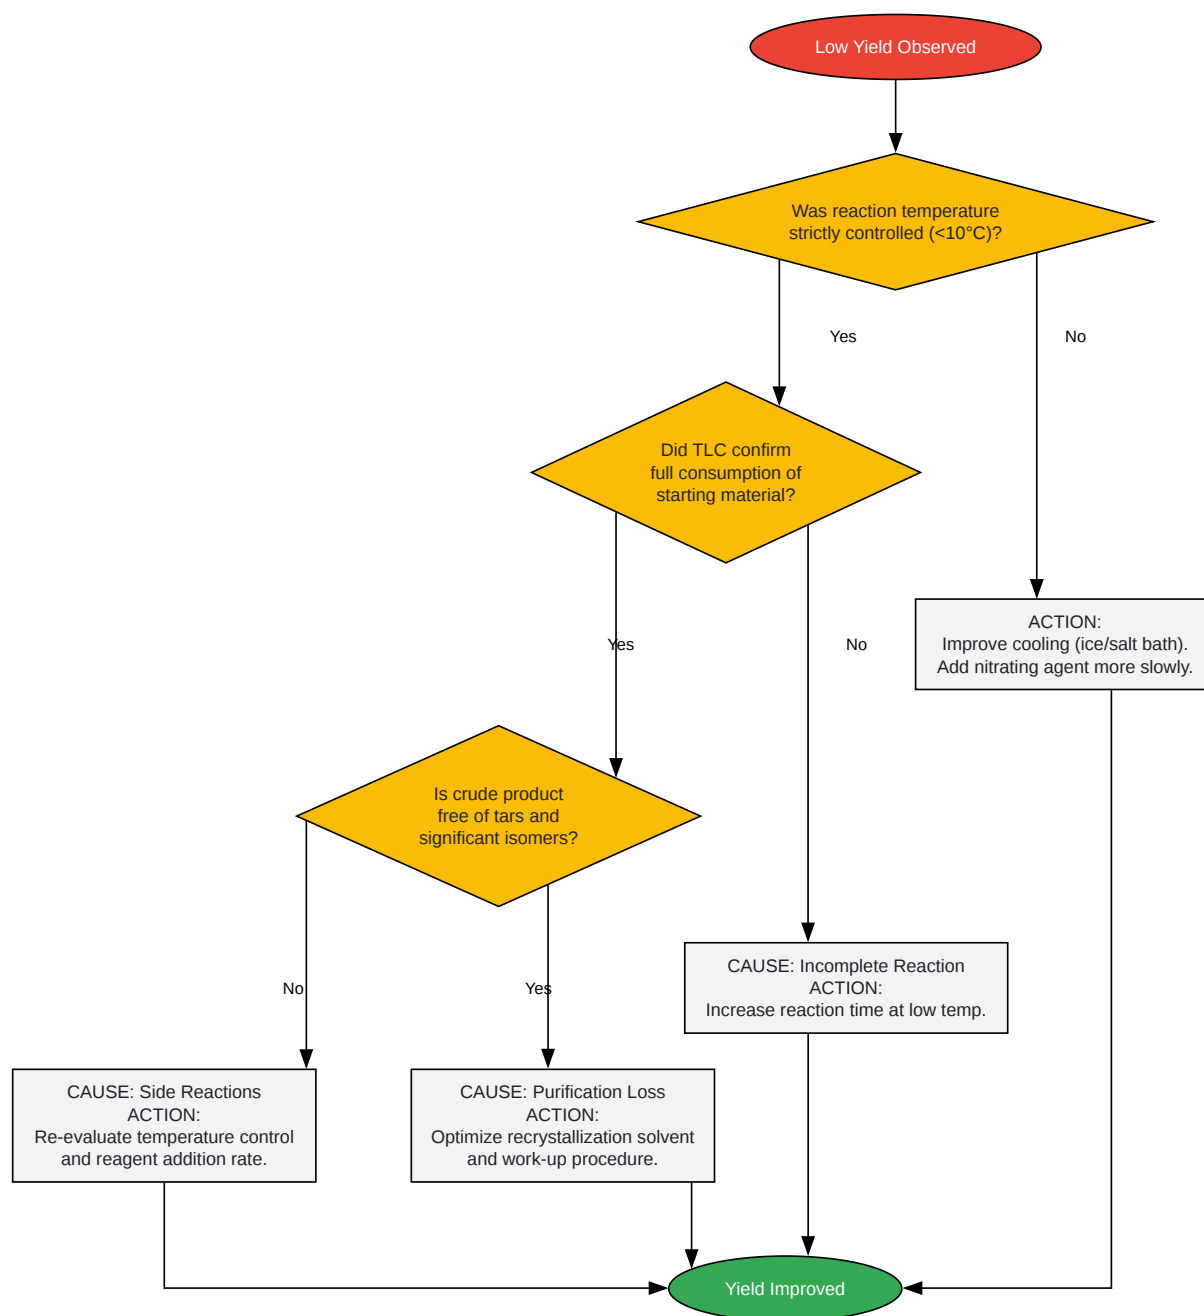 Low Yield Observed
Was reaction temperature
strictly controlled (<10°C)?
Yes
No
Did TLC confirm
full consumption of
starting material?
ACTION:
Improve cooling (ice/salt bath).
Add nitrating agent more slowly.
Yes
No
Is crude product
free of tars and
significant isomers?
CAUSE: Incomplete Reaction
ACTION:
Increase reaction time at low temp.
No
Yes
CAUSE: Side Reactions
ACTION:
Re-evaluate temperature control
and reagent addition rate.
CAUSE: Purification Loss
ACTION:
Optimize recrystallization solvent
and work-up procedure.
Yield Improved